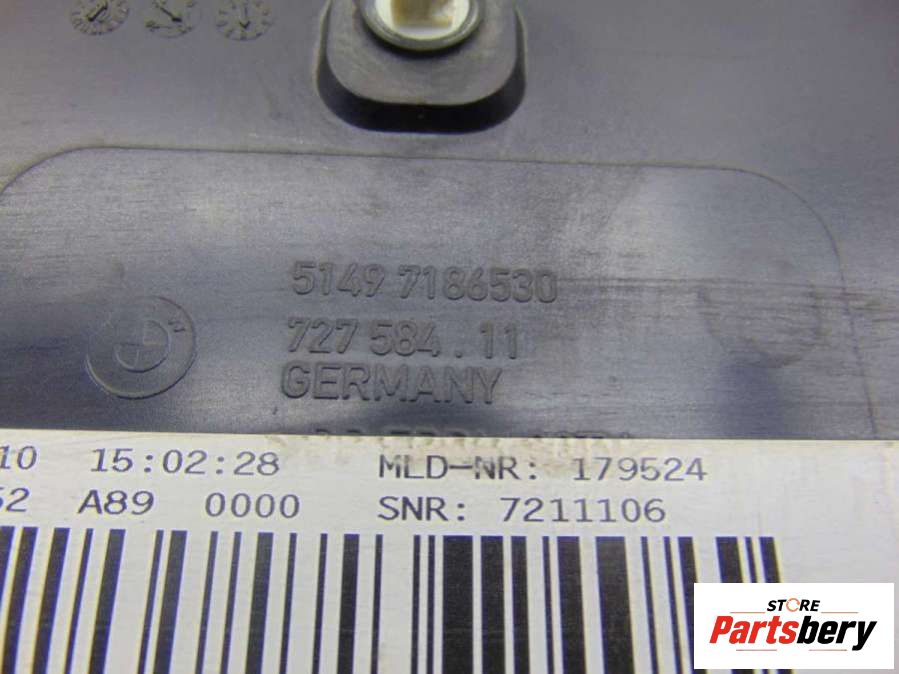 5149 7186530
727 584 . 11
GERMANY
10 15:02:28 MLD-NR: 179524
52 A89 0000 SNR: 7211106
STORE
Partsbery